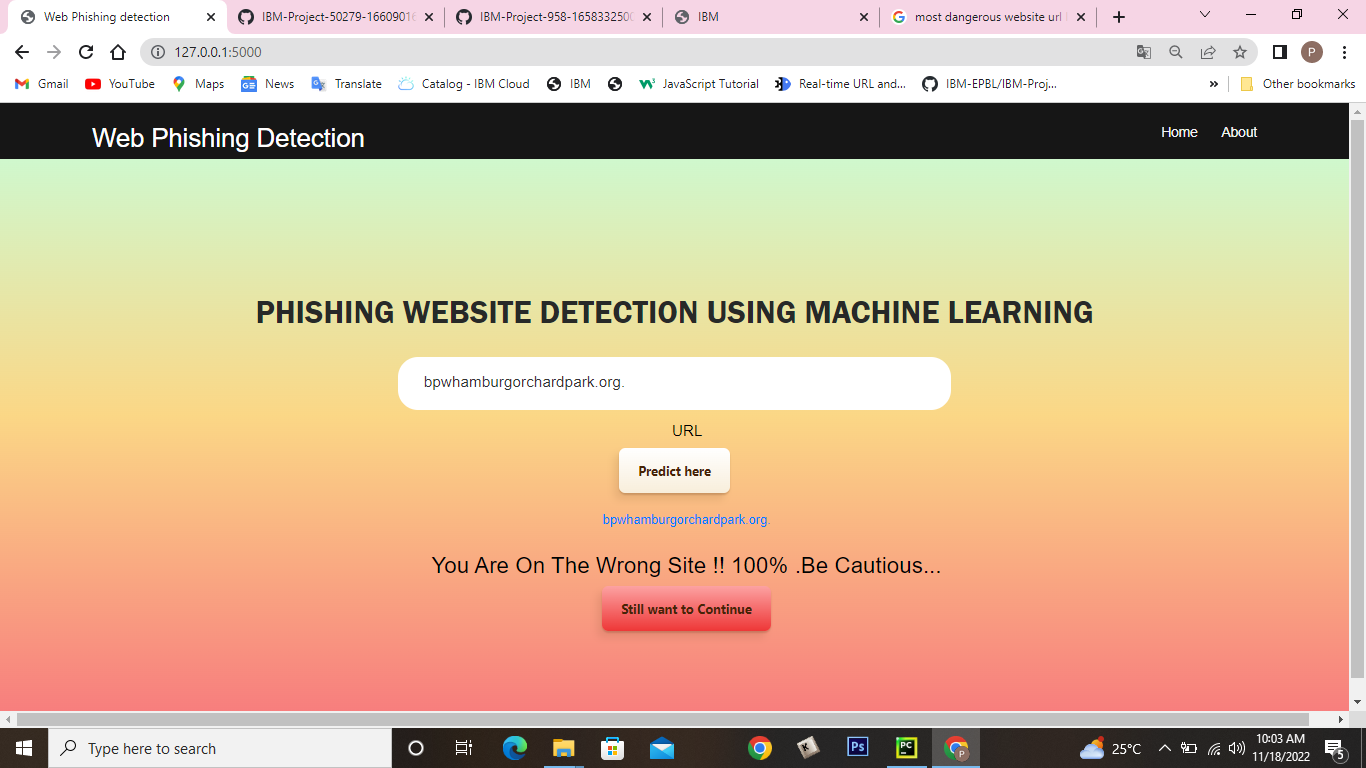 Web Phishing detection
IBM-Project-50279-16609016
IBM-Project-958-1658332500
IBM
most dangerous website url
127.0.0.1:5000
P
Gmail
YouTube
Maps
News
Translate
Catalog - IBM Cloud
IBM
JavaScript Tutorial
Real-time URL and...
IBM-EPBL/IBM-Proj...
»
Other bookmarks
Web Phishing Detection
Home
About
PHISHING WEBSITE DETECTION USING MACHINE LEARNING
bpwhamburgorchardpark.org.
URL
Predict here
bpwhamburgorchardpark.org.
You Are On The Wrong Site !! 100% .Be Cautious...
Still want to Continue
Type here to search
Ps
PC
P
25°C
10:03 AM
11/18/2022
5